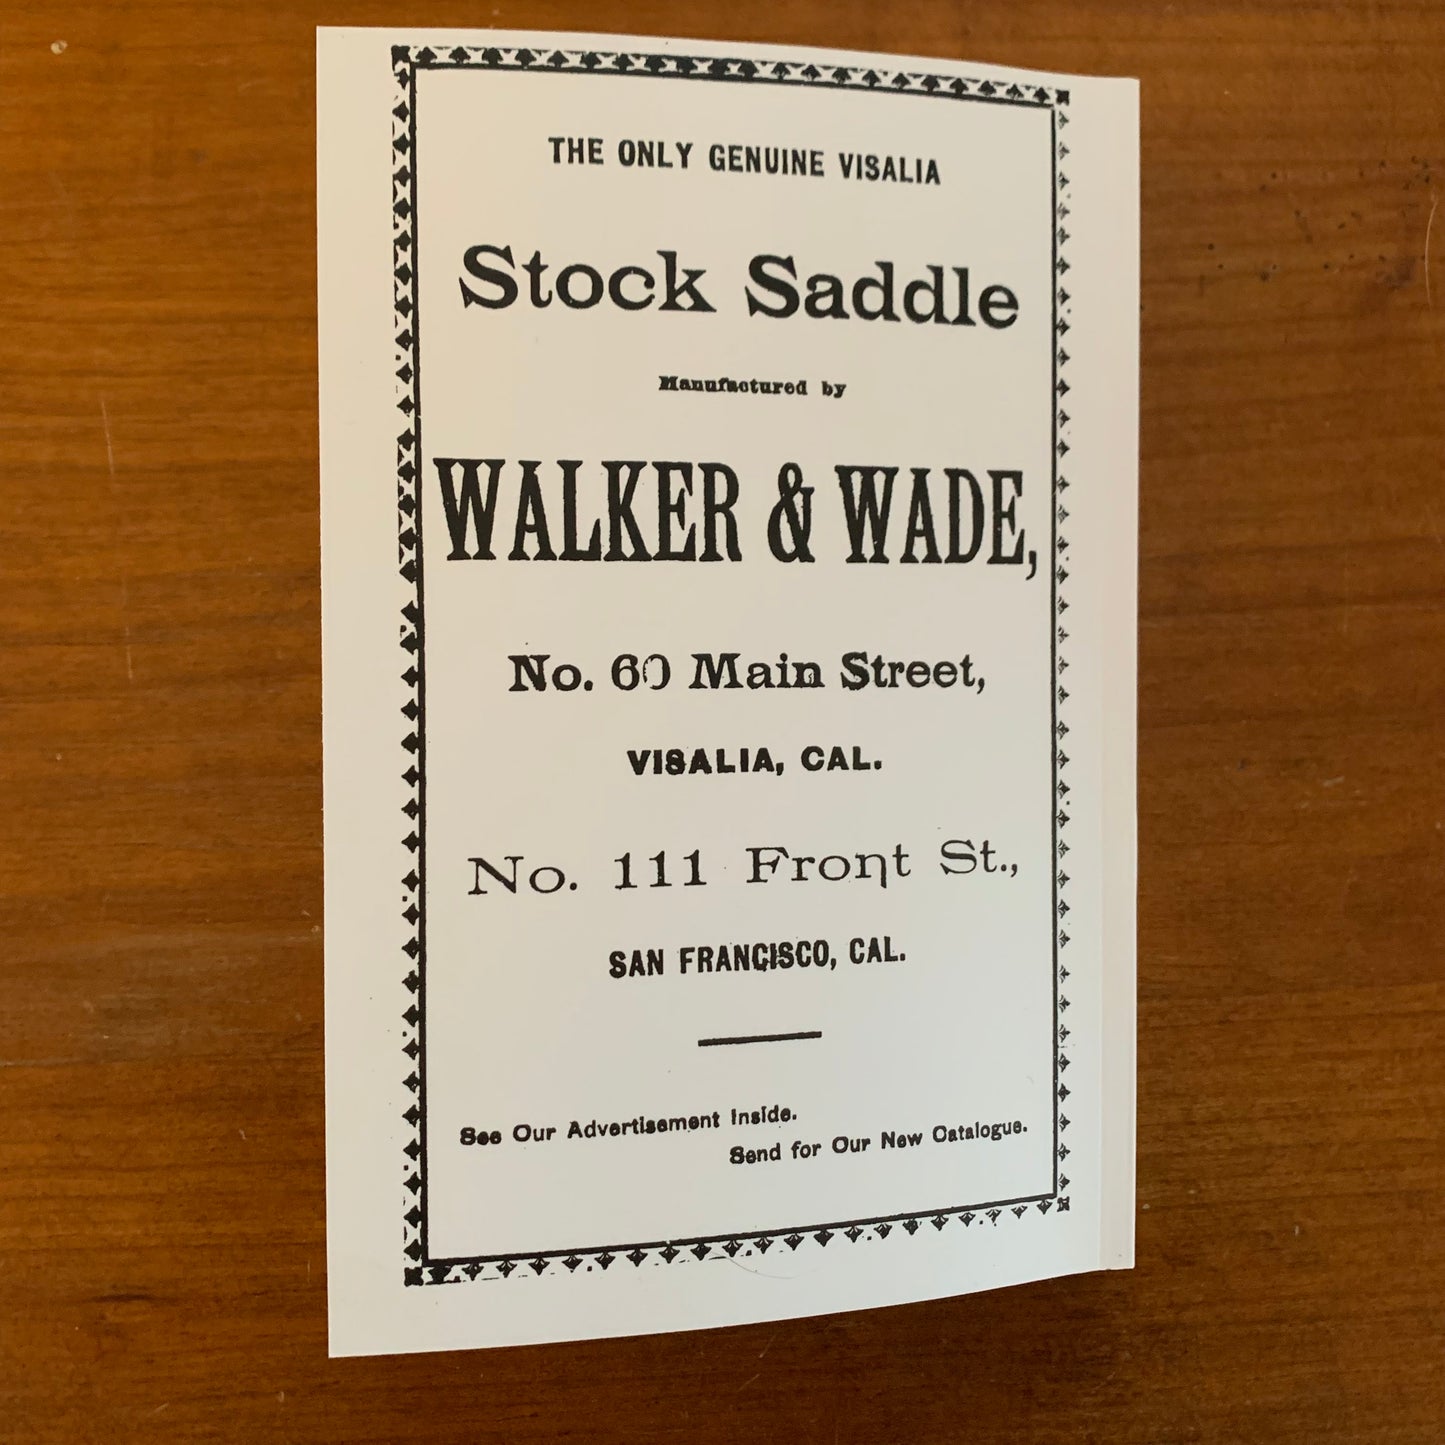 THE ONLY GENUINE VISALIA
Stock Saddle
Manufactured by
WALKER & WADE,
No. 60 Main Street,
VISALIA, CAL.
No. 111 Front St.,
SAN FRANCISCO, CAL.
See Our Advertisement Inside.
Send for Our New Catalogue.